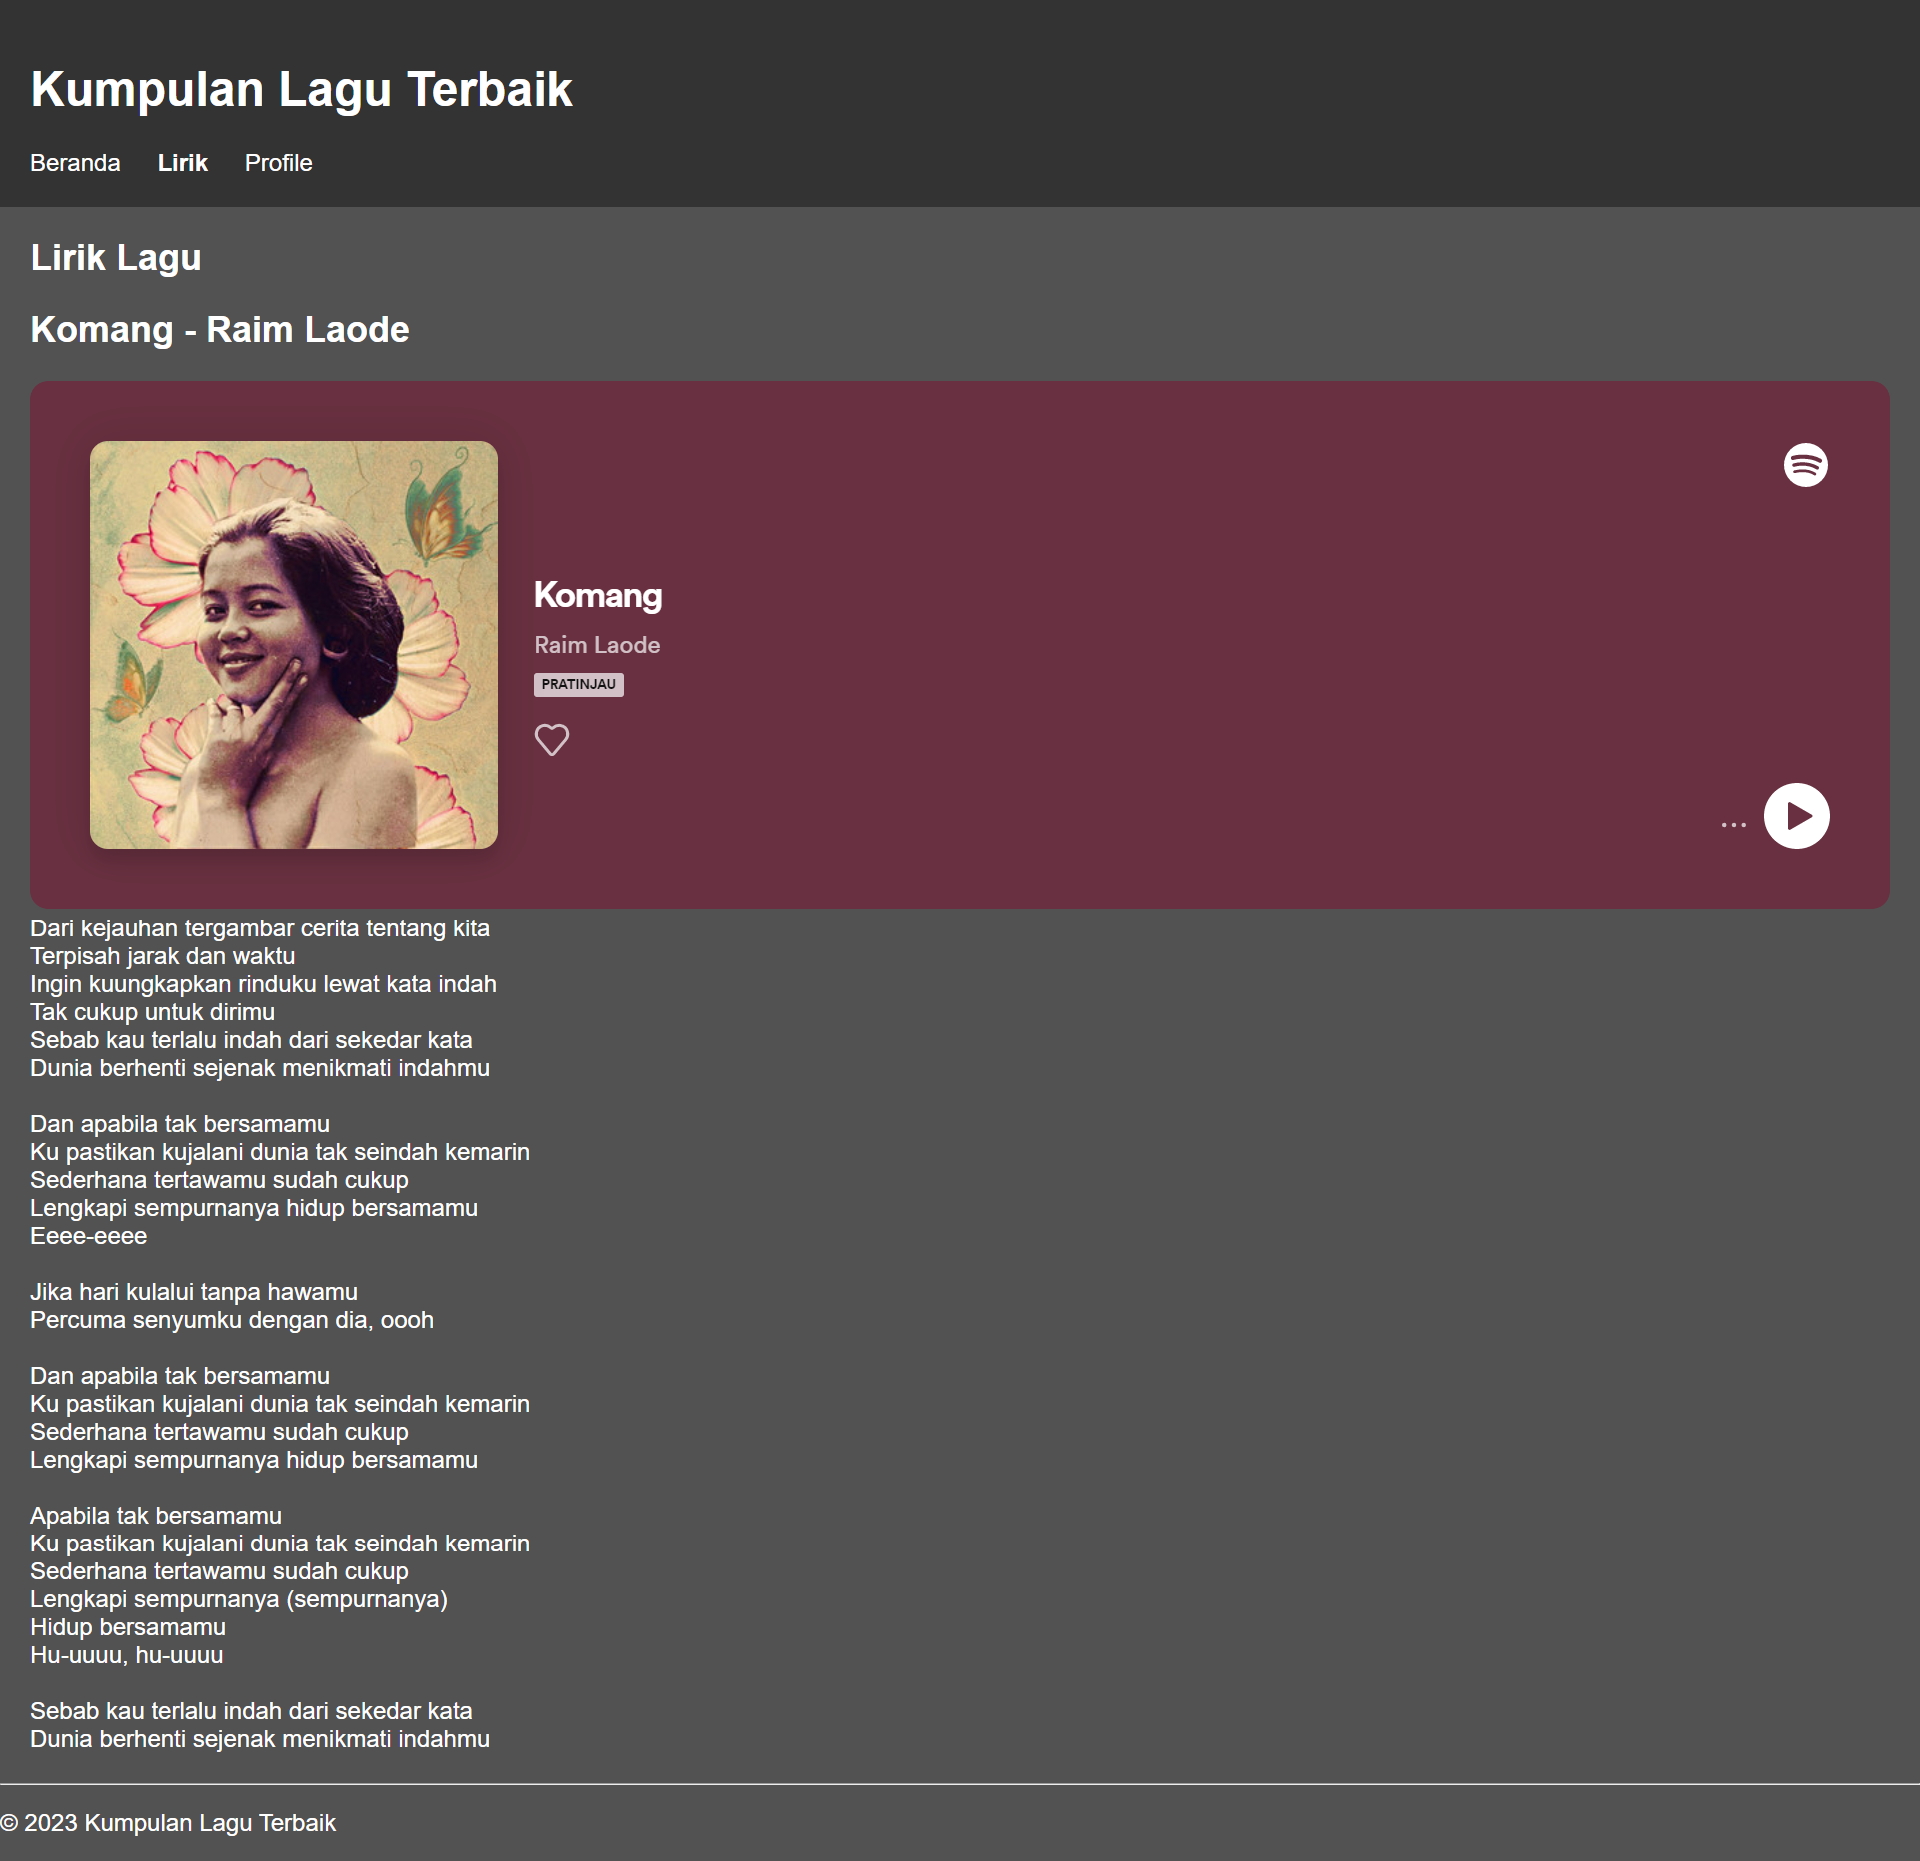 Kumpulan Lagu Terbaik
Beranda Lirik Profile
Lirik Lagu
Komang - Raim Laode
Komang
Raim Laode
PRATINJAU
Dari kejauhan tergambar cerita tentang kita
Terpisah jarak dan waktu
Ingin kuungkapkan rinduku lewat kata indah
Tak cukup untuk dirimu
Sebab kau terlalu indah dari sekedar kata
Dunia berhenti sejenak menikmati indahmu

Dan apabila tak bersamamu
Ku pastikan kujalani dunia tak seindah kemarin
Sederhana tertawamu sudah cukup
Lengkapi sempurnanya hidup bersamamu
Eeee-eeee

Jika hari kulalui tanpa hawamu
Percuma senyumku dengan dia, oooh

Dan apabila tak bersamamu
Ku pastikan kujalani dunia tak seindah kemarin
Sederhana tertawamu sudah cukup
Lengkapi sempurnanya hidup bersamamu

Apabila tak bersamamu
Ku pastikan kujalani dunia tak seindah kemarin
Sederhana tertawamu sudah cukup
Lengkapi sempurnanya (sempurnanya)
Hidup bersamamu
Hu-uuuu, hu-uuuu

Sebab kau terlalu indah dari sekedar kata
Dunia berhenti sejenak menikmati indahmu

© 2023 Kumpulan Lagu Terbaik